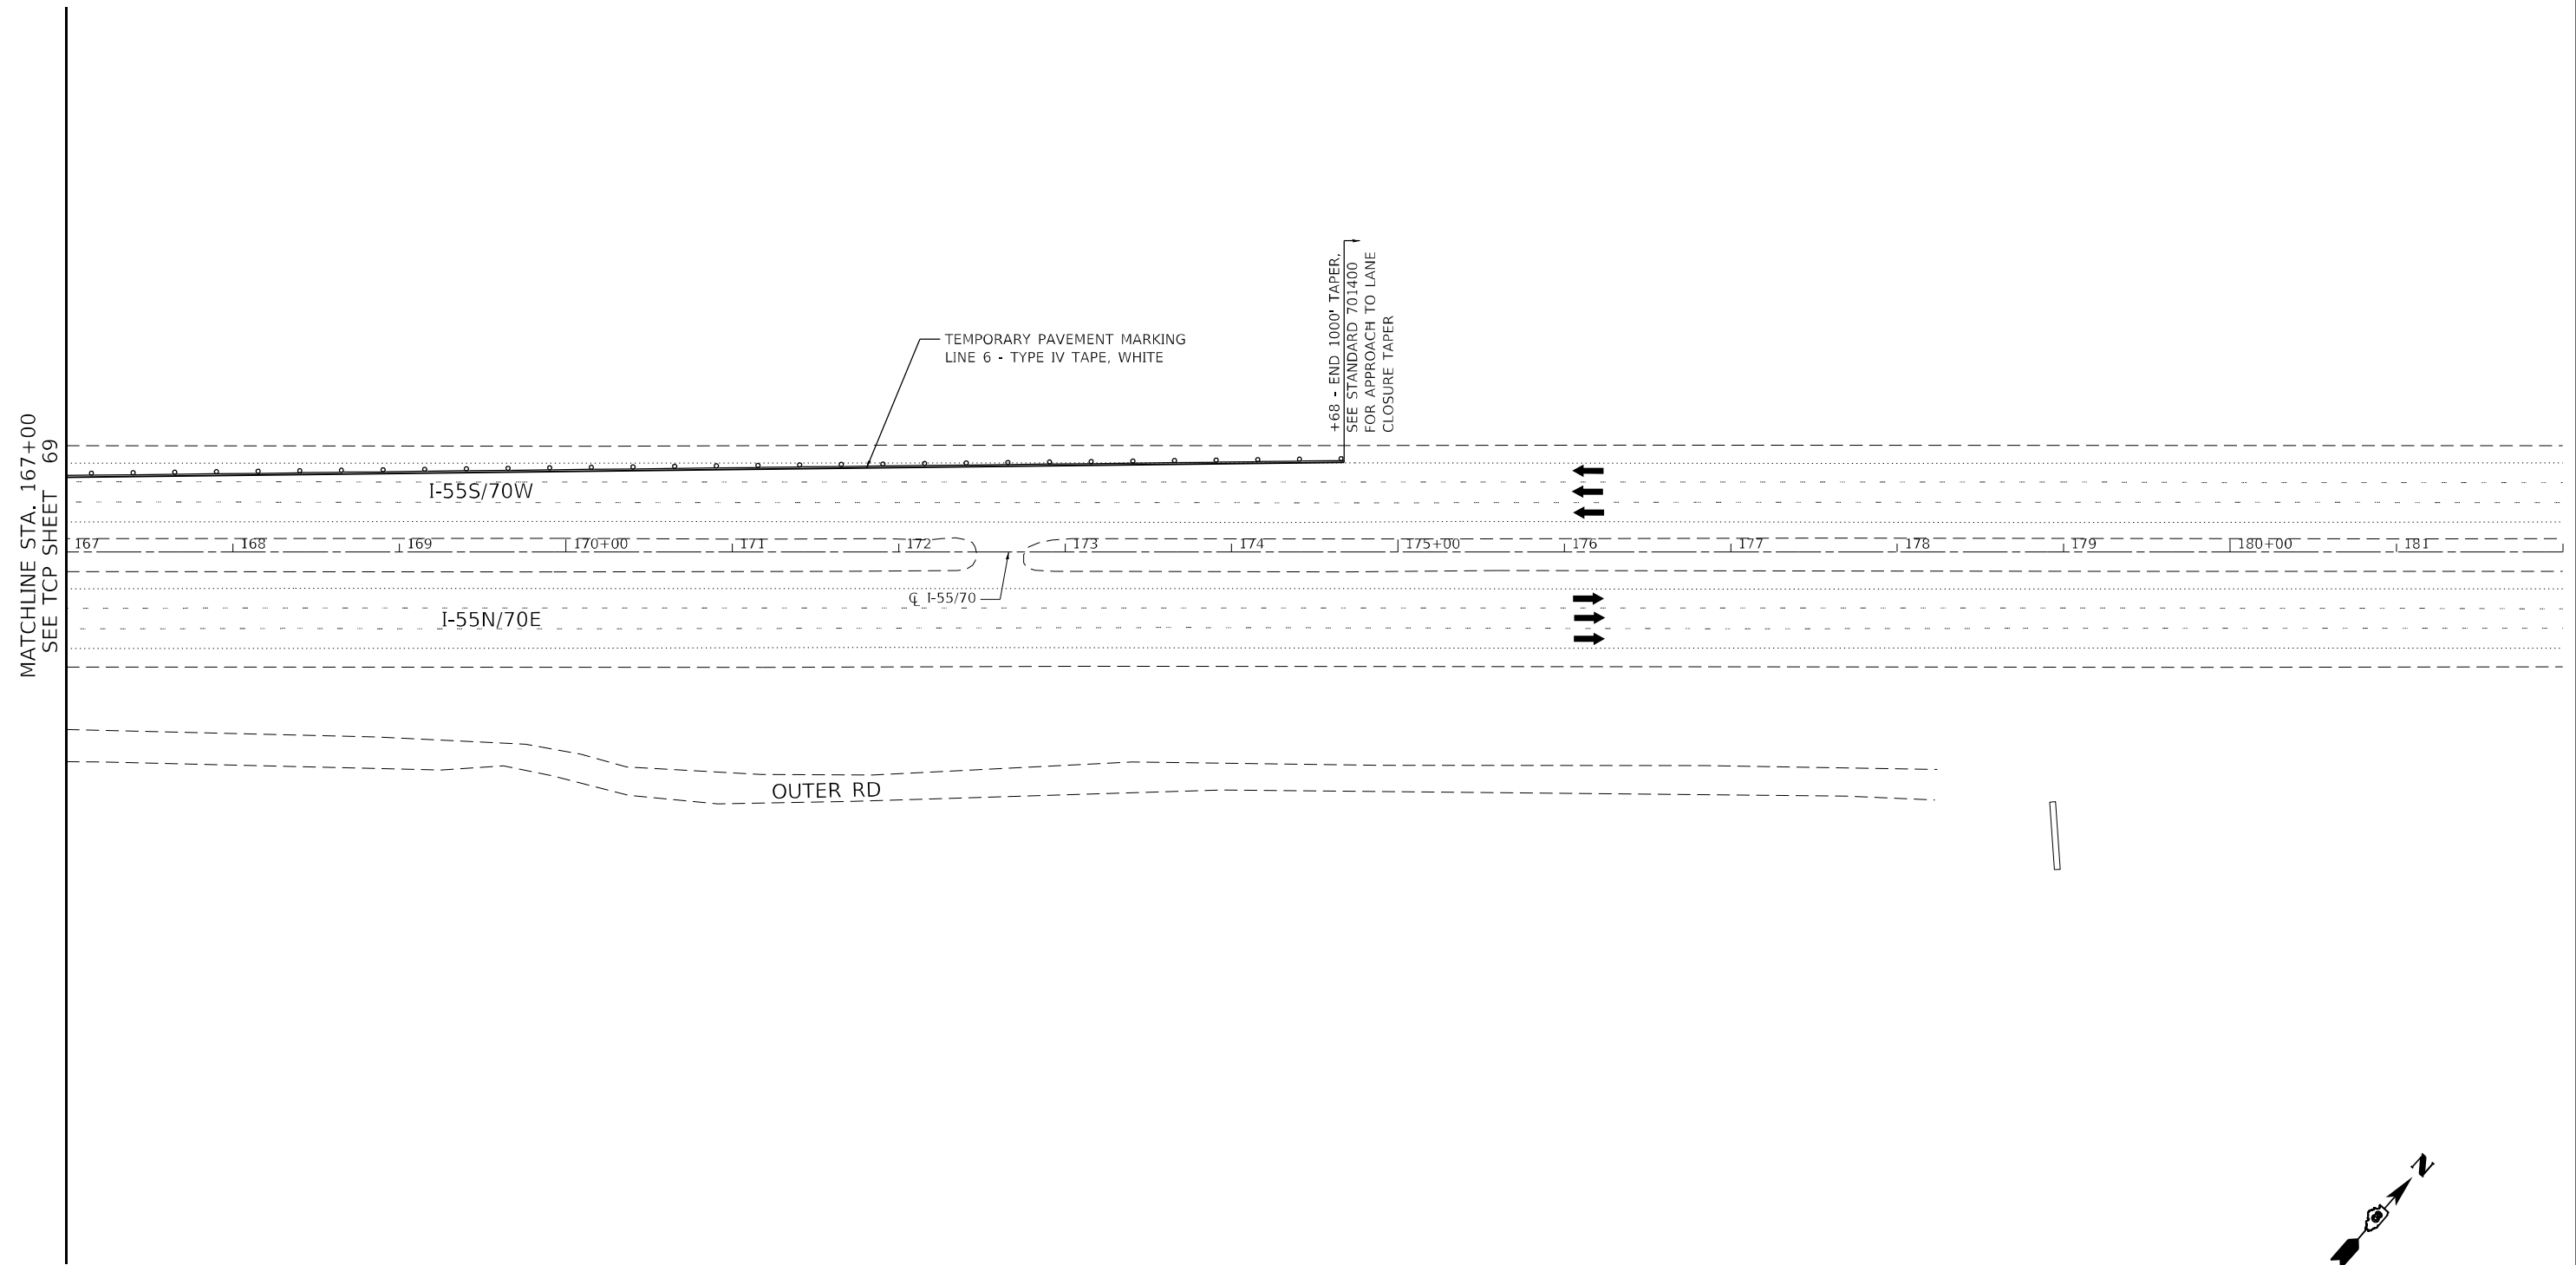 MATCHLINE STA. 167+00
SEE TCP SHEET 69
+68 - END 1000' TAPER,
SEE STANDARD 701400
FOR APPROACH TO LANE
CLOSURE TAPER
TEMPORARY PAVEMENT MARKING
LINE 6 - TYPE IV TAPE, WHITE
I-55S/70W
167 168 169 170+00 171 172 173 174 175+00 176 177 178 179 180+00 181
℄ I-55/70
I-55N/70E
OUTER RD
N